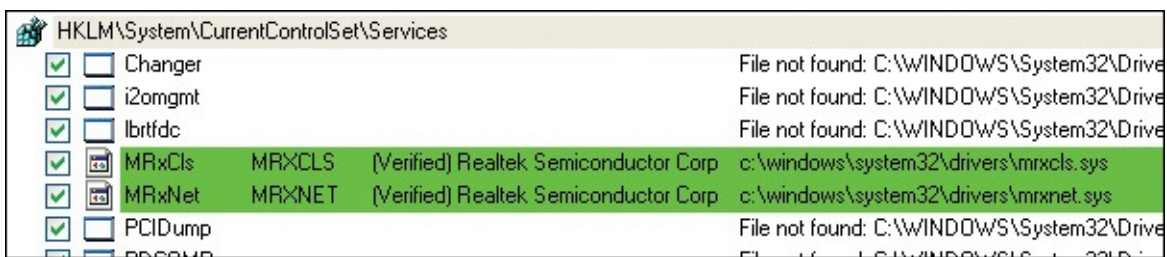 HKLM\System\CurrentControlSet\Services
Changer File not found: C:\WINDOWS\System32\Drive
i2omgmt File not found: C:\WINDOWS\System32\Drive
lbrtfdc File not found: C:\WINDOWS\System32\Drive
MRxCls MRXCLS (Verified) Realtek Semiconductor Corp c:\windows\system32\drivers\mrxcls.sys
MRxNet MRXNET (Verified) Realtek Semiconductor Corp c:\windows\system32\drivers\mrxnet.sys
PCIDump File not found: C:\WINDOWS\System32\Drive